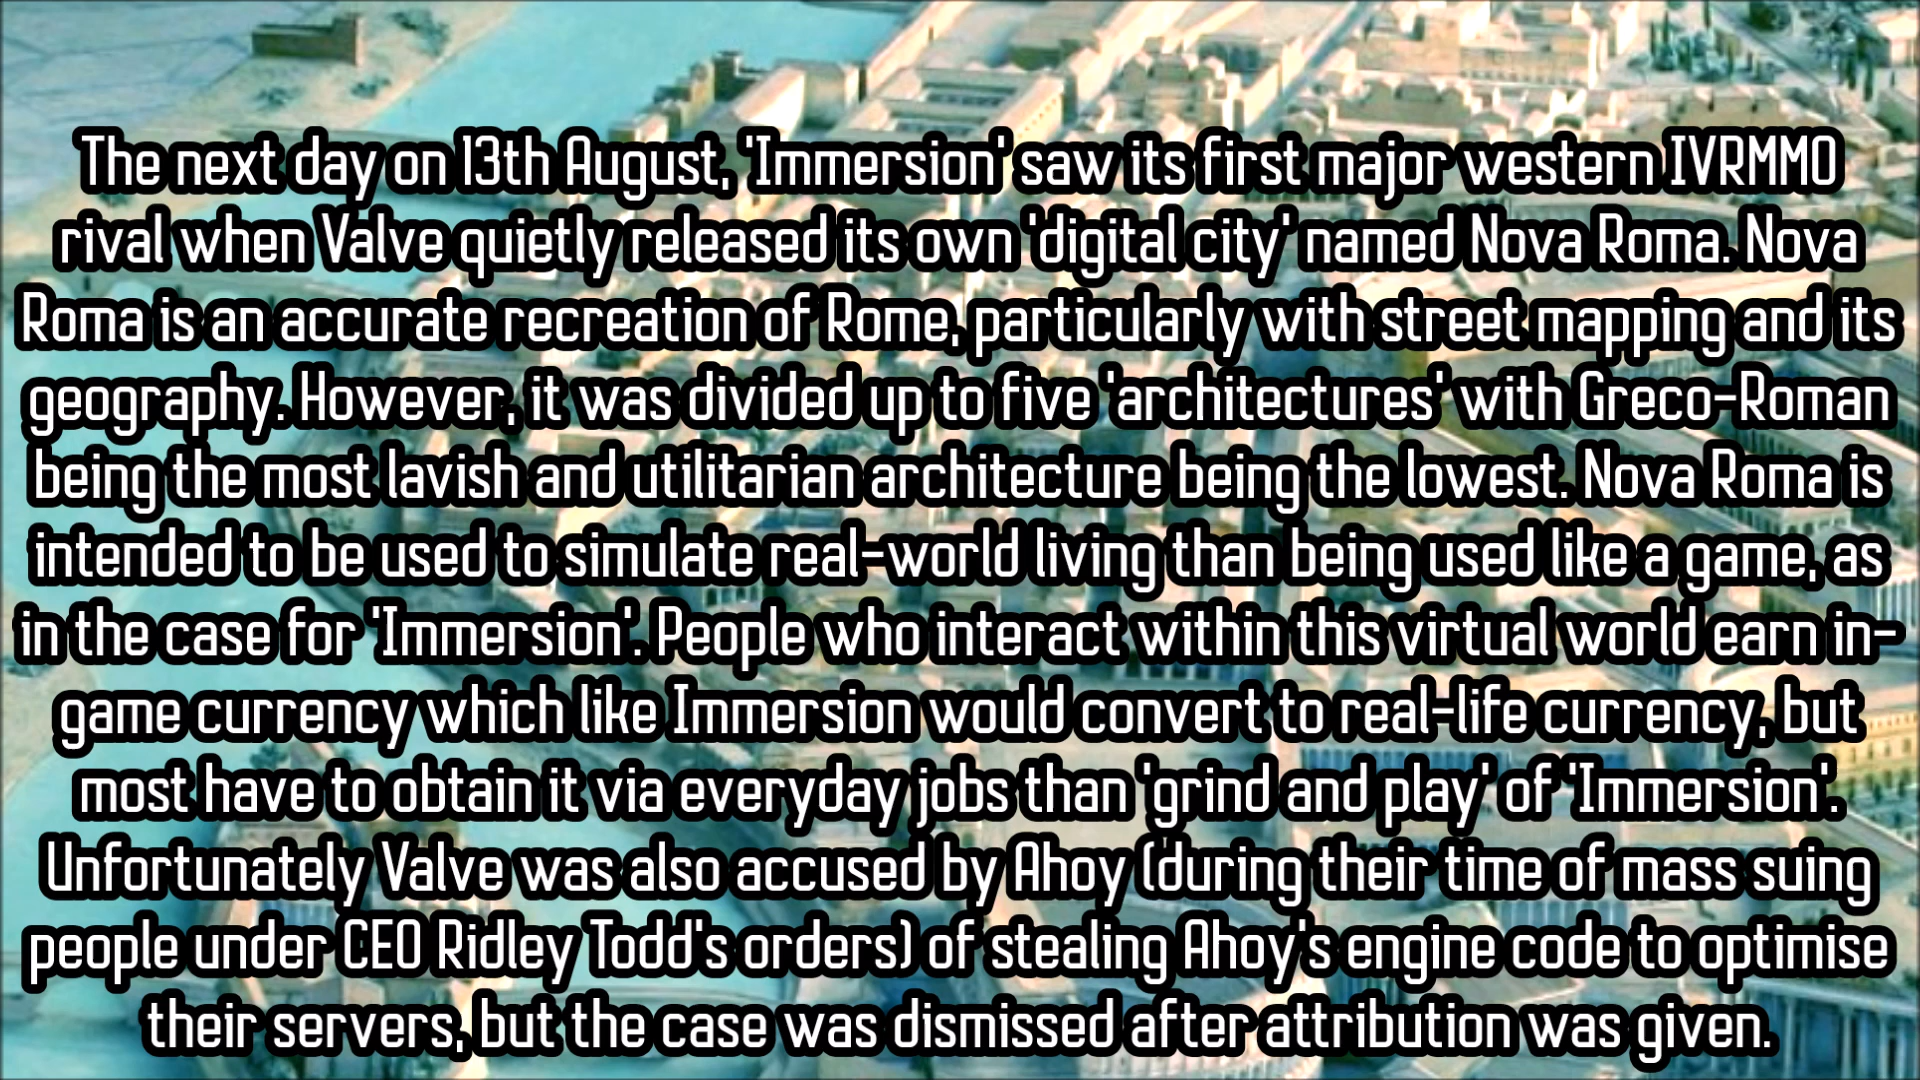 The next day on 13th August, 'Immersion' saw its first major western IVRMMO
rival when Valve quietly released its own 'digital city' named Nova Roma. Nova
Roma is an accurate recreation of Rome, particularly with street mapping and its
geography. However, it was divided up to five 'architectures' with Greco-Roman
being the most lavish and utilitarian architecture being the lowest. Nova Roma is
intended to be used to simulate real-world living than being used like a game, as
in the case for 'Immersion'. People who interact within this virtual world earn in-
game currency which like Immersion would convert to real-life currency, but
most have to obtain it via everyday jobs than 'grind and play' of 'Immersion'.
Unfortunately Valve was also accused by Ahoy (during their time of mass suing
people under CEO Ridley Todd's orders) of stealing Ahoy's engine code to optimise
their servers, but the case was dismissed after attribution was given.